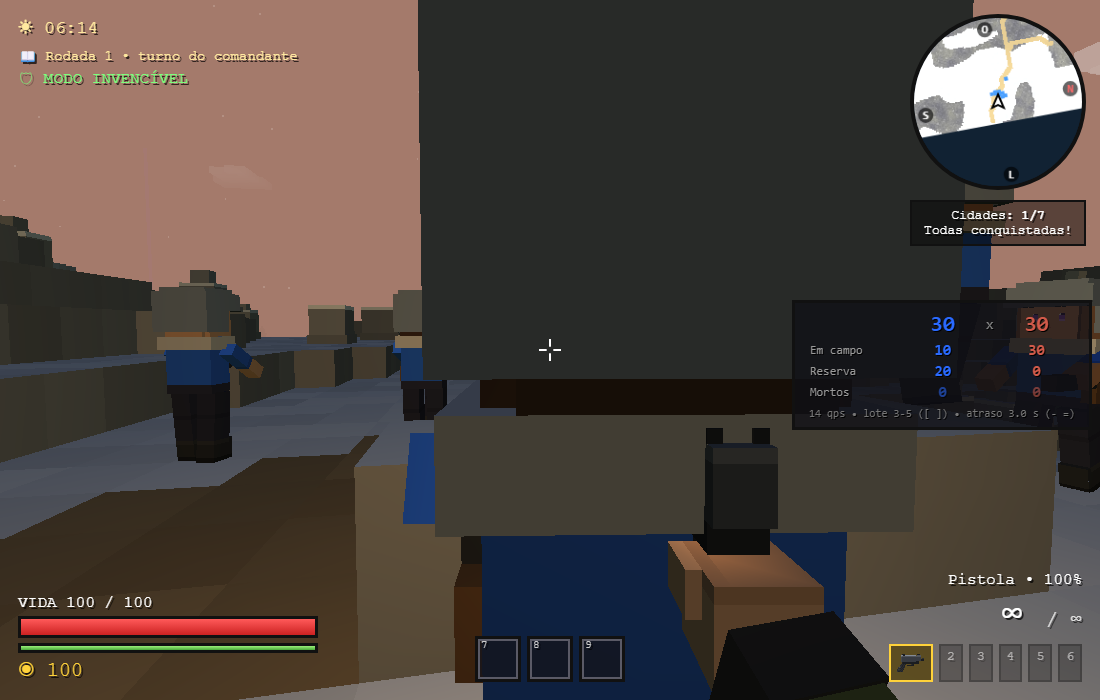 06:14
Rodada 1 • turno do comandante
MODO INVENCÍVEL
O
N
S
L
Cidades: 1/7
Todas conquistadas!
30 x 30
Em campo 10 30
Reserva 20 0
Mortos 0 0
14 gps • lote 3-5 ([ ]) • atraso 3.0 s (- =)
VIDA 100 / 100
100
7 8 9
Pistola • 100%
∞ / ∞
2 3 4 5 6